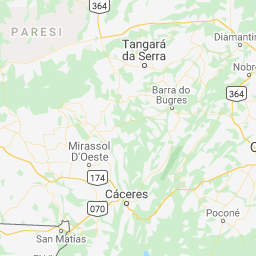 364
PARESI
Diamantin
Tangará
da Serra
Nobre
Barra do
Bugres
364
Mirassol
D'Oeste
174
Cáceres
070
Poconé
San Matías